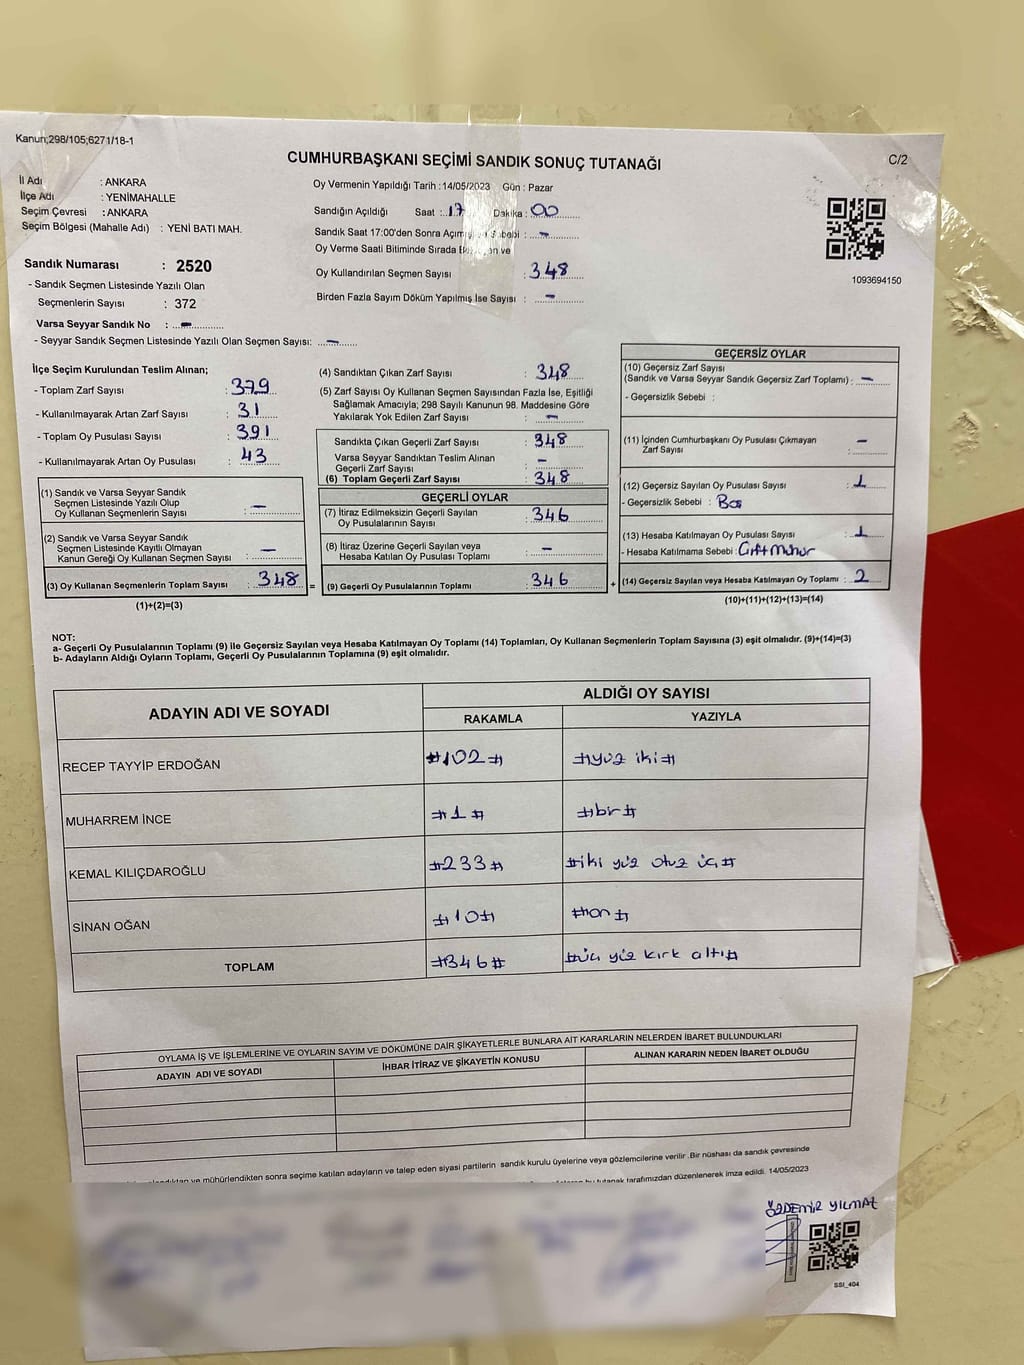 Kanun;298/105;6271/18-1
CUMHURBAŞKANI SEÇİMİ SANDIK SONUÇ TUTANAĞI
C/2
İl Adı : ANKARA
İlçe Adı : YENİMAHALLE
Seçim Çevresi : ANKARA
Seçim Bölgesi (Mahalle Adı) : YENİ BATI MAH.
Sandık Numarası : 2520
- Sandık Seçmen Listesinde Yazılı Olan
Seçmenlerin Sayısı : 372
Varsa Seyyar Sandık No : -
- Seyyar Sandık Seçmen Listesinde Yazılı Olan Seçmen Sayısı: -
Oy Vermenin Yapıldığı Tarih :14/05/2023 Gün : Pazar
Sandığın Açıldığı Saat : 17 Dakika : 00
Sandık Saat 17:00'den Sonra Açım Sebebi : -
Oy Verme Saati Bitiminde Sırada ve
Oy Kullandırılan Seçmen Sayısı : 348
Birden Fazla Sayım Döküm Yapılmış İse Sayısı : -
1093694150
İlçe Seçim Kurulundan Teslim Alınan;
- Toplam Zarf Sayısı : 379
- Kullanılmayarak Artan Zarf Sayısı : 31
- Toplam Oy Pusulası Sayısı : 391
- Kullanılmayarak Artan Oy Pusulası : 43
(1) Sandık ve Varsa Seyyar Sandık
Seçmen Listesinde Yazılı Olup
Oy Kullanan Seçmenlerin Sayısı : -
(2) Sandık ve Varsa Seyyar Sandık
Seçmen Listesinde Kayıtlı Olmayan
Kanun Gereği Oy Kullanan Seçmen Sayısı : -
(3) Oy Kullanan Seçmenlerin Toplam Sayısı : 348 =
(1)+(2)=(3)
(4) Sandıktan Çıkan Zarf Sayısı : 348
(5) Zarf Sayısı Oy Kullanan Seçmen Sayısından Fazla İse, Eşitliği
Sağlamak Amacıyla; 298 Sayılı Kanunun 98. Maddesine Göre
Yakılarak Yok Edilen Zarf Sayısı : -
Sandıkta Çıkan Geçerli Zarf Sayısı : 348
Varsa Seyyar Sandıktan Teslim Alınan
Geçerli Zarf Sayısı : -
(6) Toplam Geçerli Zarf Sayısı : 348
GEÇERLİ OYLAR
(7) İtiraz Edilmeksizin Geçerli Sayılan
Oy Pusulalarının Sayısı : 346
(8) İtiraz Üzerine Geçerli Sayılan veya
Hesaba Katılan Oy Pusulası Toplamı : -
(9) Geçerli Oy Pusulalarının Toplamı : 346 +
GEÇERSİZ OYLAR
(10) Geçersiz Zarf Sayısı
(Sandık ve Varsa Seyyar Sandık Geçersiz Zarf Toplamı) : -
- Geçersizlik Sebebi :
(11) İçinden Cumhurbaşkanı Oy Pusulası Çıkmayan
Zarf Sayısı : -
(12) Geçersiz Sayılan Oy Pusulası Sayısı : 1
- Geçersizlik Sebebi : Boş
(13) Hesaba Katılmayan Oy Pusulası Sayısı : 1
- Hesaba Katılmama Sebebi : Çift Mühür
(14) Geçersiz Sayılan veya Hesaba Katılmayan Oy Toplamı : 2
(10)+(11)+(12)+(13)=(14)
NOT:
a- Geçerli Oy Pusulalarının Toplamı (9) ile Geçersiz Sayılan veya Hesaba Katılmayan Oy Toplamı (14) Toplamları, Oy Kullanan Seçmenlerin Toplam Sayısına (3) eşit olmalıdır. (9)+(14)=(3)
b- Adayların Aldığı Oyların Toplamı, Geçerli Oy Pusulalarının Toplamına (9) eşit olmalıdır.
ADAYIN ADI VE SOYADI
ALDIĞI OY SAYISI
RAKAMLA YAZIYLA
RECEP TAYYİP ERDOĞAN #102# #yüz iki#
MUHARREM İNCE #1# #bir#
KEMAL KILIÇDAROĞLU #233# #iki yüz otuz üç#
SİNAN OĞAN #10# #on#
TOPLAM #346# #üç yüz kırk altı#
OYLAMA İŞ VE İŞLEMLERİNE VE OYLARIN SAYIM VE DÖKÜMÜNE DAİR ŞİKAYETLERLE BUNLARA AİT KARARLARIN NELERDEN İBARET BULUNDUKLARI
ADAYIN ADI VE SOYADI İHBAR İTİRAZ VE ŞİKAYETİN KONUSU ALINAN KARARIN NEDEN İBARET OLDUĞU
ve mühürlendikten sonra seçime katılan adayların ve talep eden siyasi partilerin sandık kurulu üyelerine veya gözlemcilerine verilir .Bir nüshası da sandık çevresinde
tutanak tarafımızdan düzenlenerek imza edildi. 14/05/2023
ÖZDEMİR YILMAZ
SSI_404